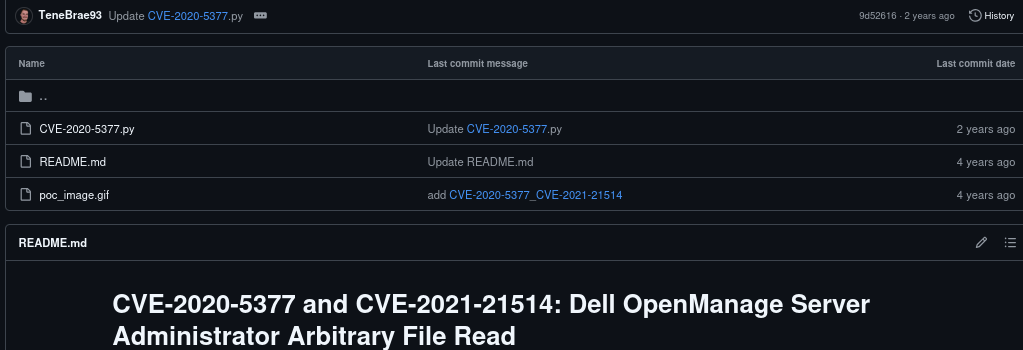 TeneBrae93 Update CVE-2020-5377.py 9d52616 · 2 years ago History
Name Last commit message Last commit date
..
CVE-2020-5377.py Update CVE-2020-5377.py 2 years ago
README.md Update README.md 4 years ago
poc_image.gif add CVE-2020-5377_CVE-2021-21514 4 years ago
README.md
CVE-2020-5377 and CVE-2021-21514: Dell OpenManage Server
Administrator Arbitrary File Read